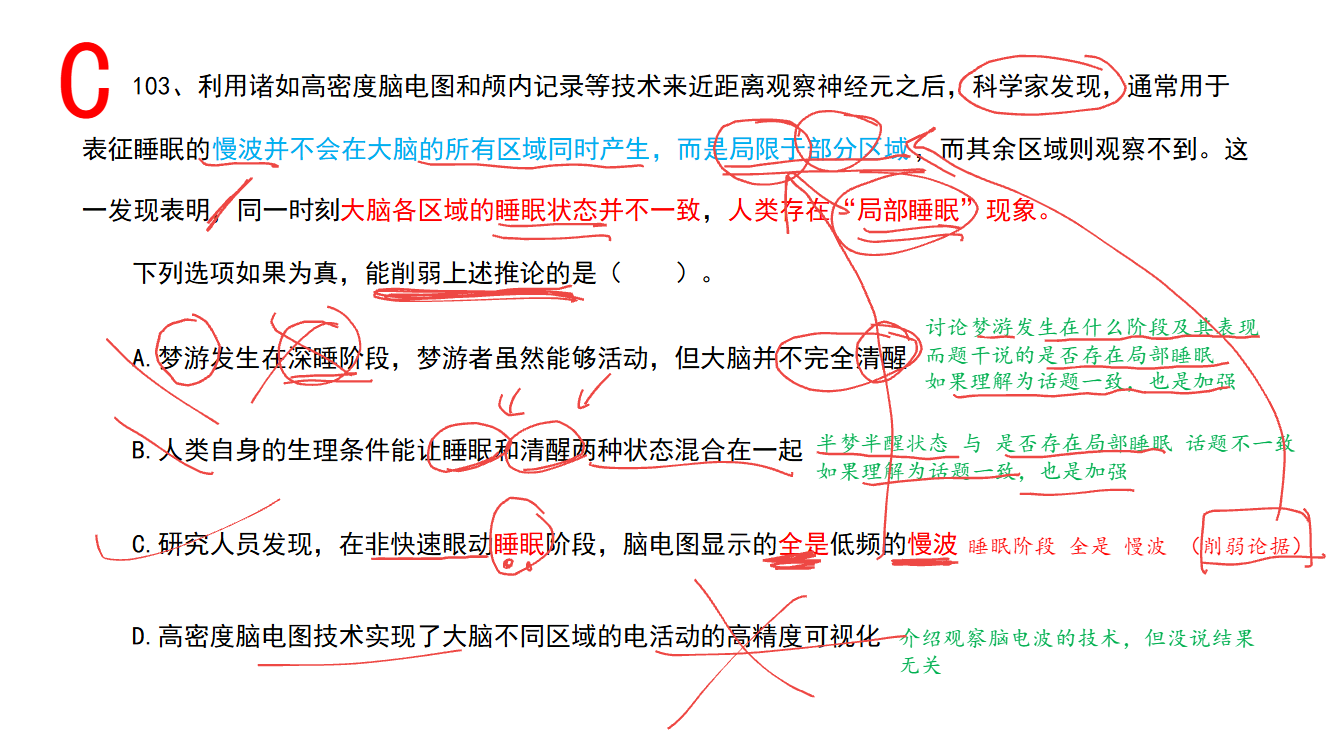 C
103、利用诸如高密度脑电图和颅内记录等技术来近距离观察神经元之后，科学家发现，通常用于
表征睡眠的慢波并不会在大脑的所有区域同时产生，而是局限于部分区域，而其余区域则观察不到。这
一发现表明，同一时刻大脑各区域的睡眠状态并不一致，人类存在“局部睡眠”现象。
下列选项如果为真，能削弱上述推论的是（　　）。
A.梦游发生在深睡阶段，梦游者虽然能够活动，但大脑并不完全清醒
讨论梦游发生在什么阶段及其表现
而题干说的是否存在局部睡眠
如果理解为话题一致，也是加强
B.人类自身的生理条件能让睡眠和清醒两种状态混合在一起
半梦半醒状态 与 是否存在局部睡眠 话题不一致
如果理解为话题一致，也是加强
C.研究人员发现，在非快速眼动睡眠阶段，脑电图显示的全是低频的慢波 睡眠阶段 全是 慢波 （削弱论据）
D.高密度脑电图技术实现了大脑不同区域的电活动的高精度可视化 介绍观察脑电波的技术，但没说结果
无关